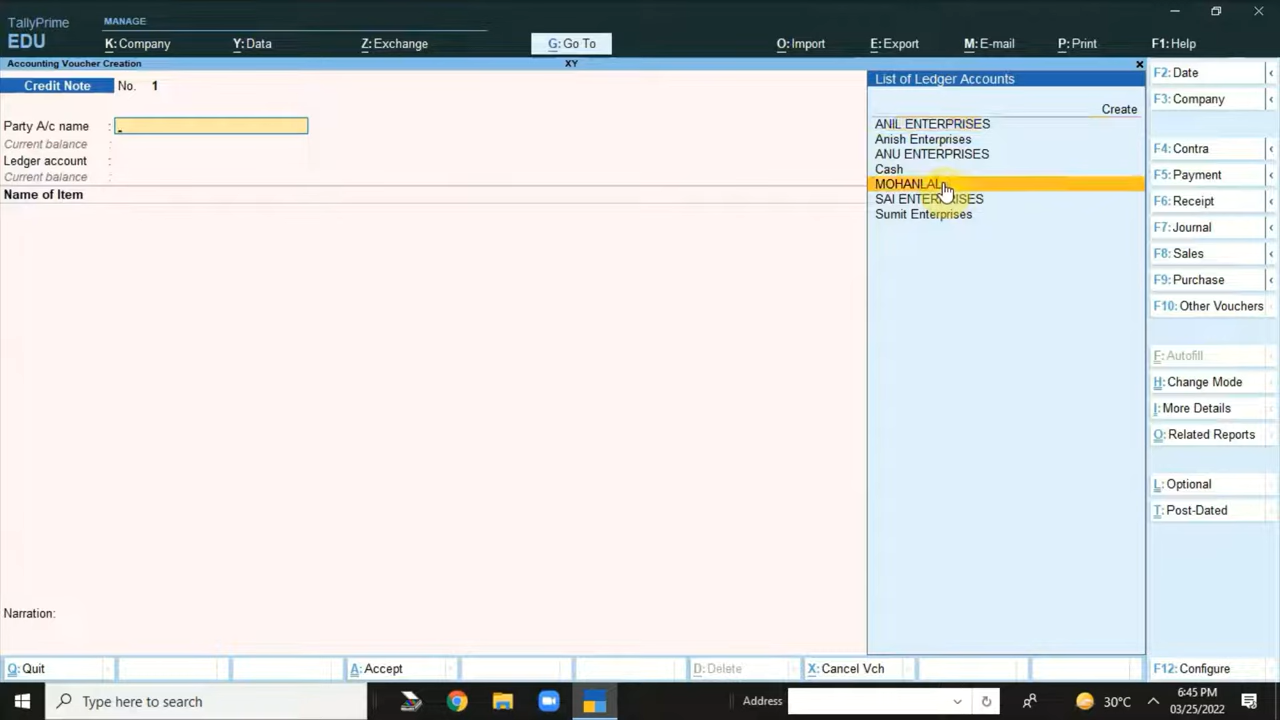 TallyPrime
EDU
MANAGE
K: Company
Y: Data
Z: Exchange
G: Go To
O: Import
E: Export
M: E-mail
P: Print
F1: Help
Accounting Voucher Creation
XY
×
Credit Note No. 1
Party A/c name :
Current balance :
Ledger account :
Current balance :
Name of Item
Narration:
List of Ledger Accounts
Create
ANIL ENTERPRISES
Anish Enterprises
ANU ENTERPRISES
Cash
MOHANLAL
SAI ENTERPRISES
Sumit Enterprises
F2: Date
F3: Company
F4: Contra
F5: Payment
F6: Receipt
F7: Journal
F8: Sales
F9: Purchase
F10: Other Vouchers
F: Autofill
H: Change Mode
I: More Details
O: Related Reports
L: Optional
T: Post-Dated
Q: Quit
A: Accept
D: Delete
X: Cancel Vch
F12: Configure
Type here to search
Address
30°C
6:45 PM
03/25/2022